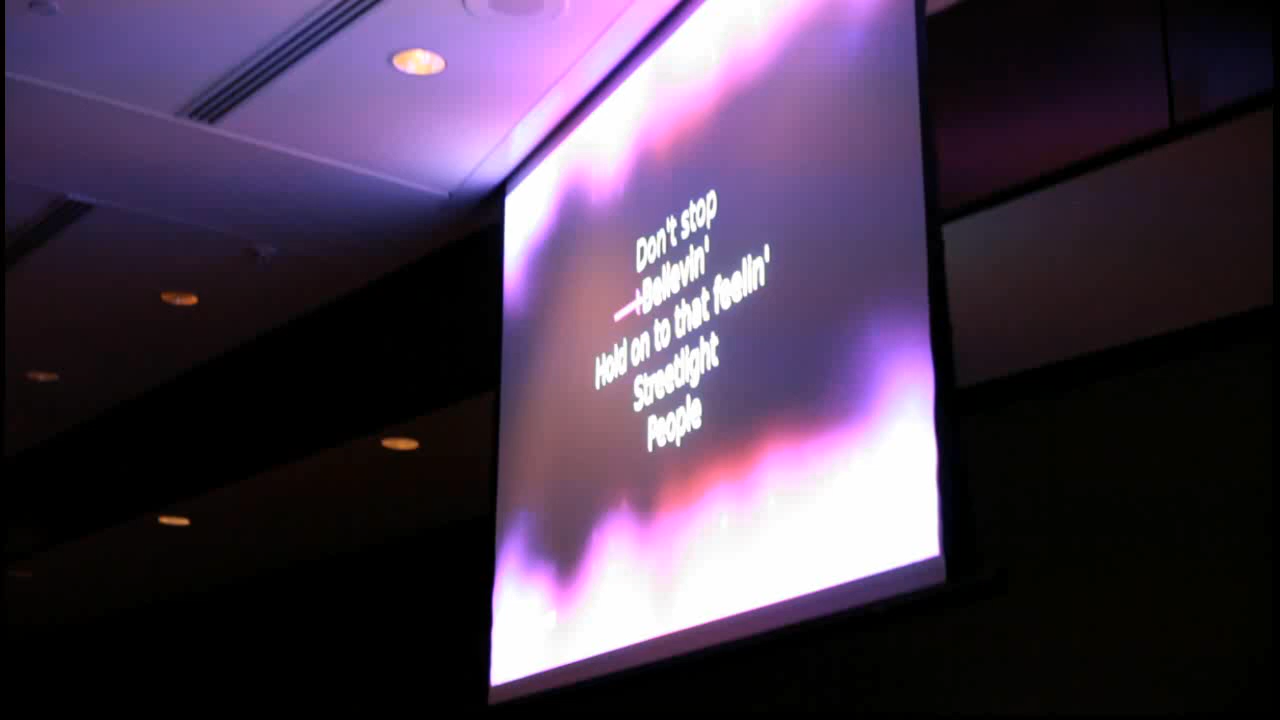 Don't stop
Believin'
Hold on to that feelin'
Streetlight
People